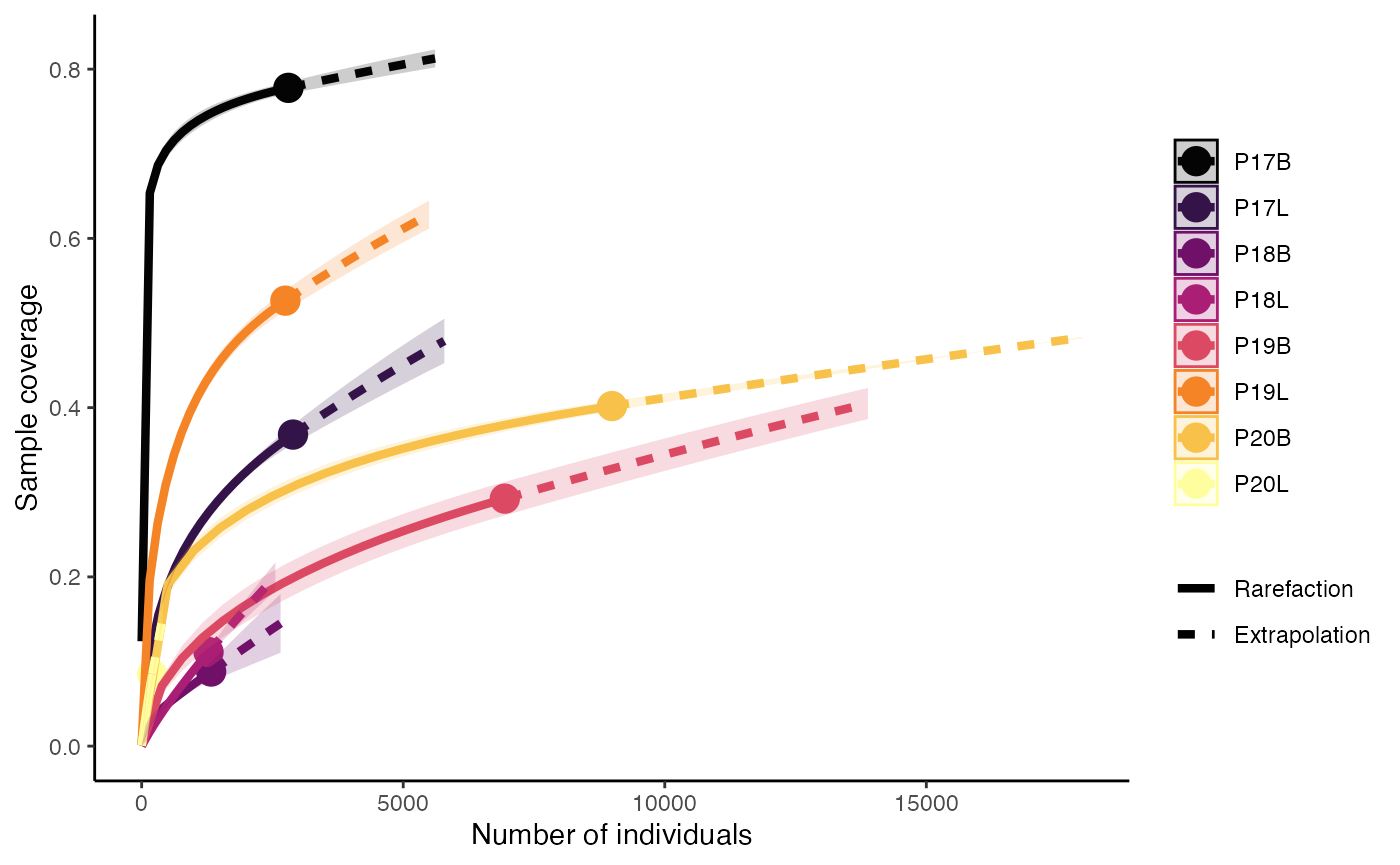 Sample coverage
0.8
0.6
0.4
0.2
0.0
0
5000
10000
15000
Number of individuals
P17B
P17L
P18B
P18L
P19B
P19L
P20B
P20L
Rarefaction
Extrapolation